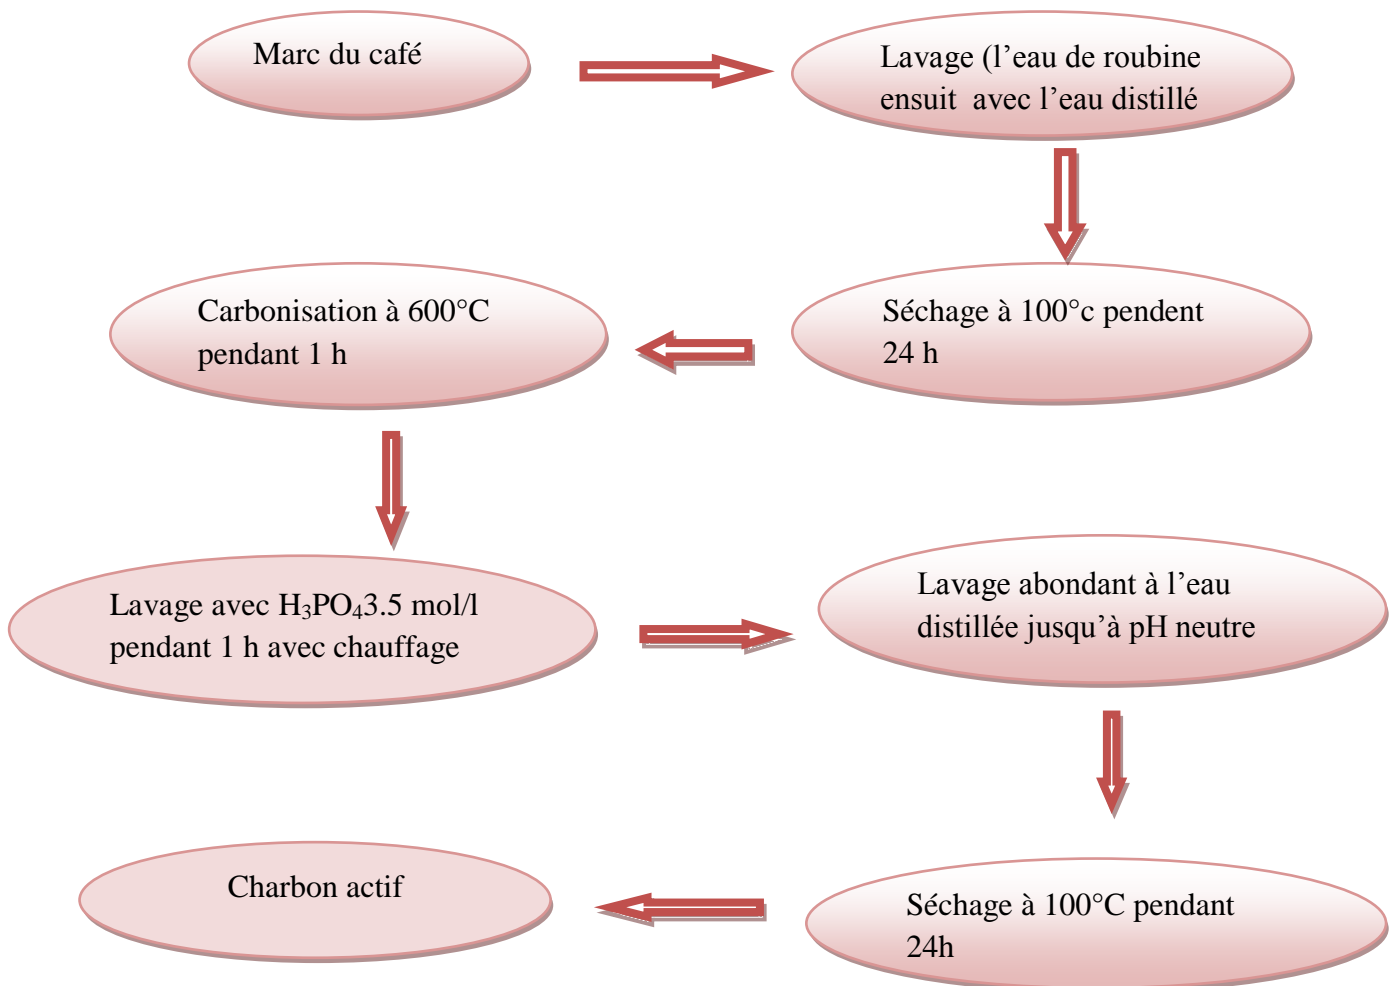 Marc du café
Lavage (l’eau de roubine
ensuit avec l’eau distillé
Séchage à 100°c pendent
24 h
Carbonisation à 600°C
pendant 1 h
Lavage avec H₃PO₄3.5 mol/l
pendant 1 h avec chauffage
Lavage abondant à l’eau
distillée jusqu’à pH neutre
Séchage à 100°C pendant
24h
Charbon actif